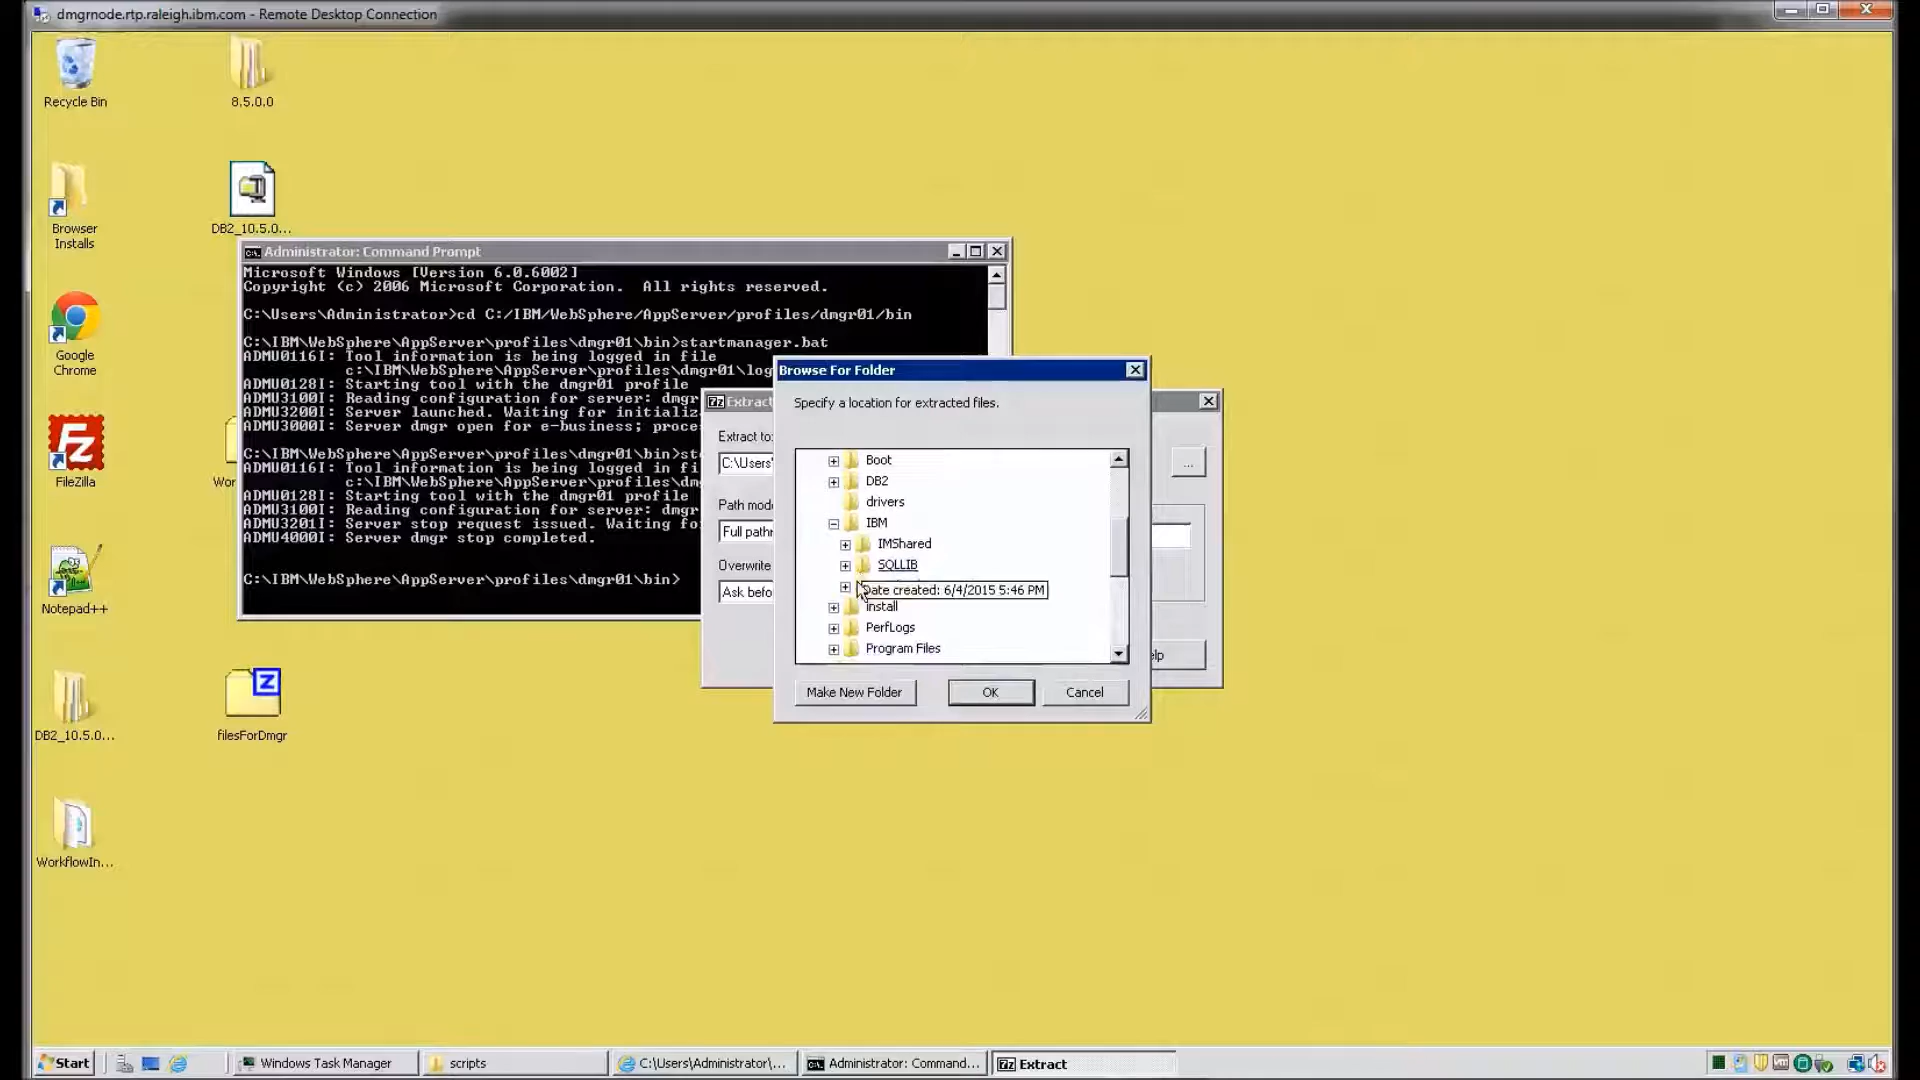 dmgrnode.rtp.raleigh.ibm.com - Remote Desktop Connection
Recycle Bin
8.5.0.0
Browser
Installs
DB2_10.5.0...
Google
Chrome
FileZilla
Wor
Notepad++
DB2_10.5.0...
filesForDmgr
WorkflowIn...
Administrator: Command Prompt
Microsoft Windows [Version 6.0.6002]
Copyright (c) 2006 Microsoft Corporation.  All rights reserved.
C:\Users\Administrator>cd C:/IBM/WebSphere/AppServer/profiles/dmgr01/bin
C:\IBM\WebSphere\AppServer\profiles\dmgr01\bin>startmanager.bat
ADMU0116I: Tool information is being logged in file
c:\IBM\WebSphere\AppServer\profiles\dmgr01\log
ADMU0128I: Starting tool with the dmgr01 profile
ADMU3100I: Reading configuration for server: dmgr
ADMU3200I: Server launched. Waiting for initializ
ADMU3000I: Server dmgr open for e-business; proce
C:\IBM\WebSphere\AppServer\profiles\dmgr01\bin>st
ADMU0116I: Tool information is being logged in fi
c:\IBM\WebSphere\AppServer\profiles\dm
ADMU0128I: Starting tool with the dmgr01 profile
ADMU3100I: Reading configuration for server: dmgr
ADMU3201I: Server stop request issued. Waiting fo
ADMU4000I: Server dmgr stop completed.
C:\IBM\WebSphere\AppServer\profiles\dmgr01\bin>
Extract
Extract to:
C:\Users\
...
Path mode
Full pathn
Overwrite
Ask befo
elp
Browse For Folder
Specify a location for extracted files.
Boot
DB2
drivers
IBM
IMShared
SQLLIB
Date created: 6/4/2015 5:46 PM
install
PerfLogs
Program Files
Make New Folder
OK
Cancel
Start
Windows Task Manager
scripts
C:\Users\Administrator\...
Administrator: Command...
Extract